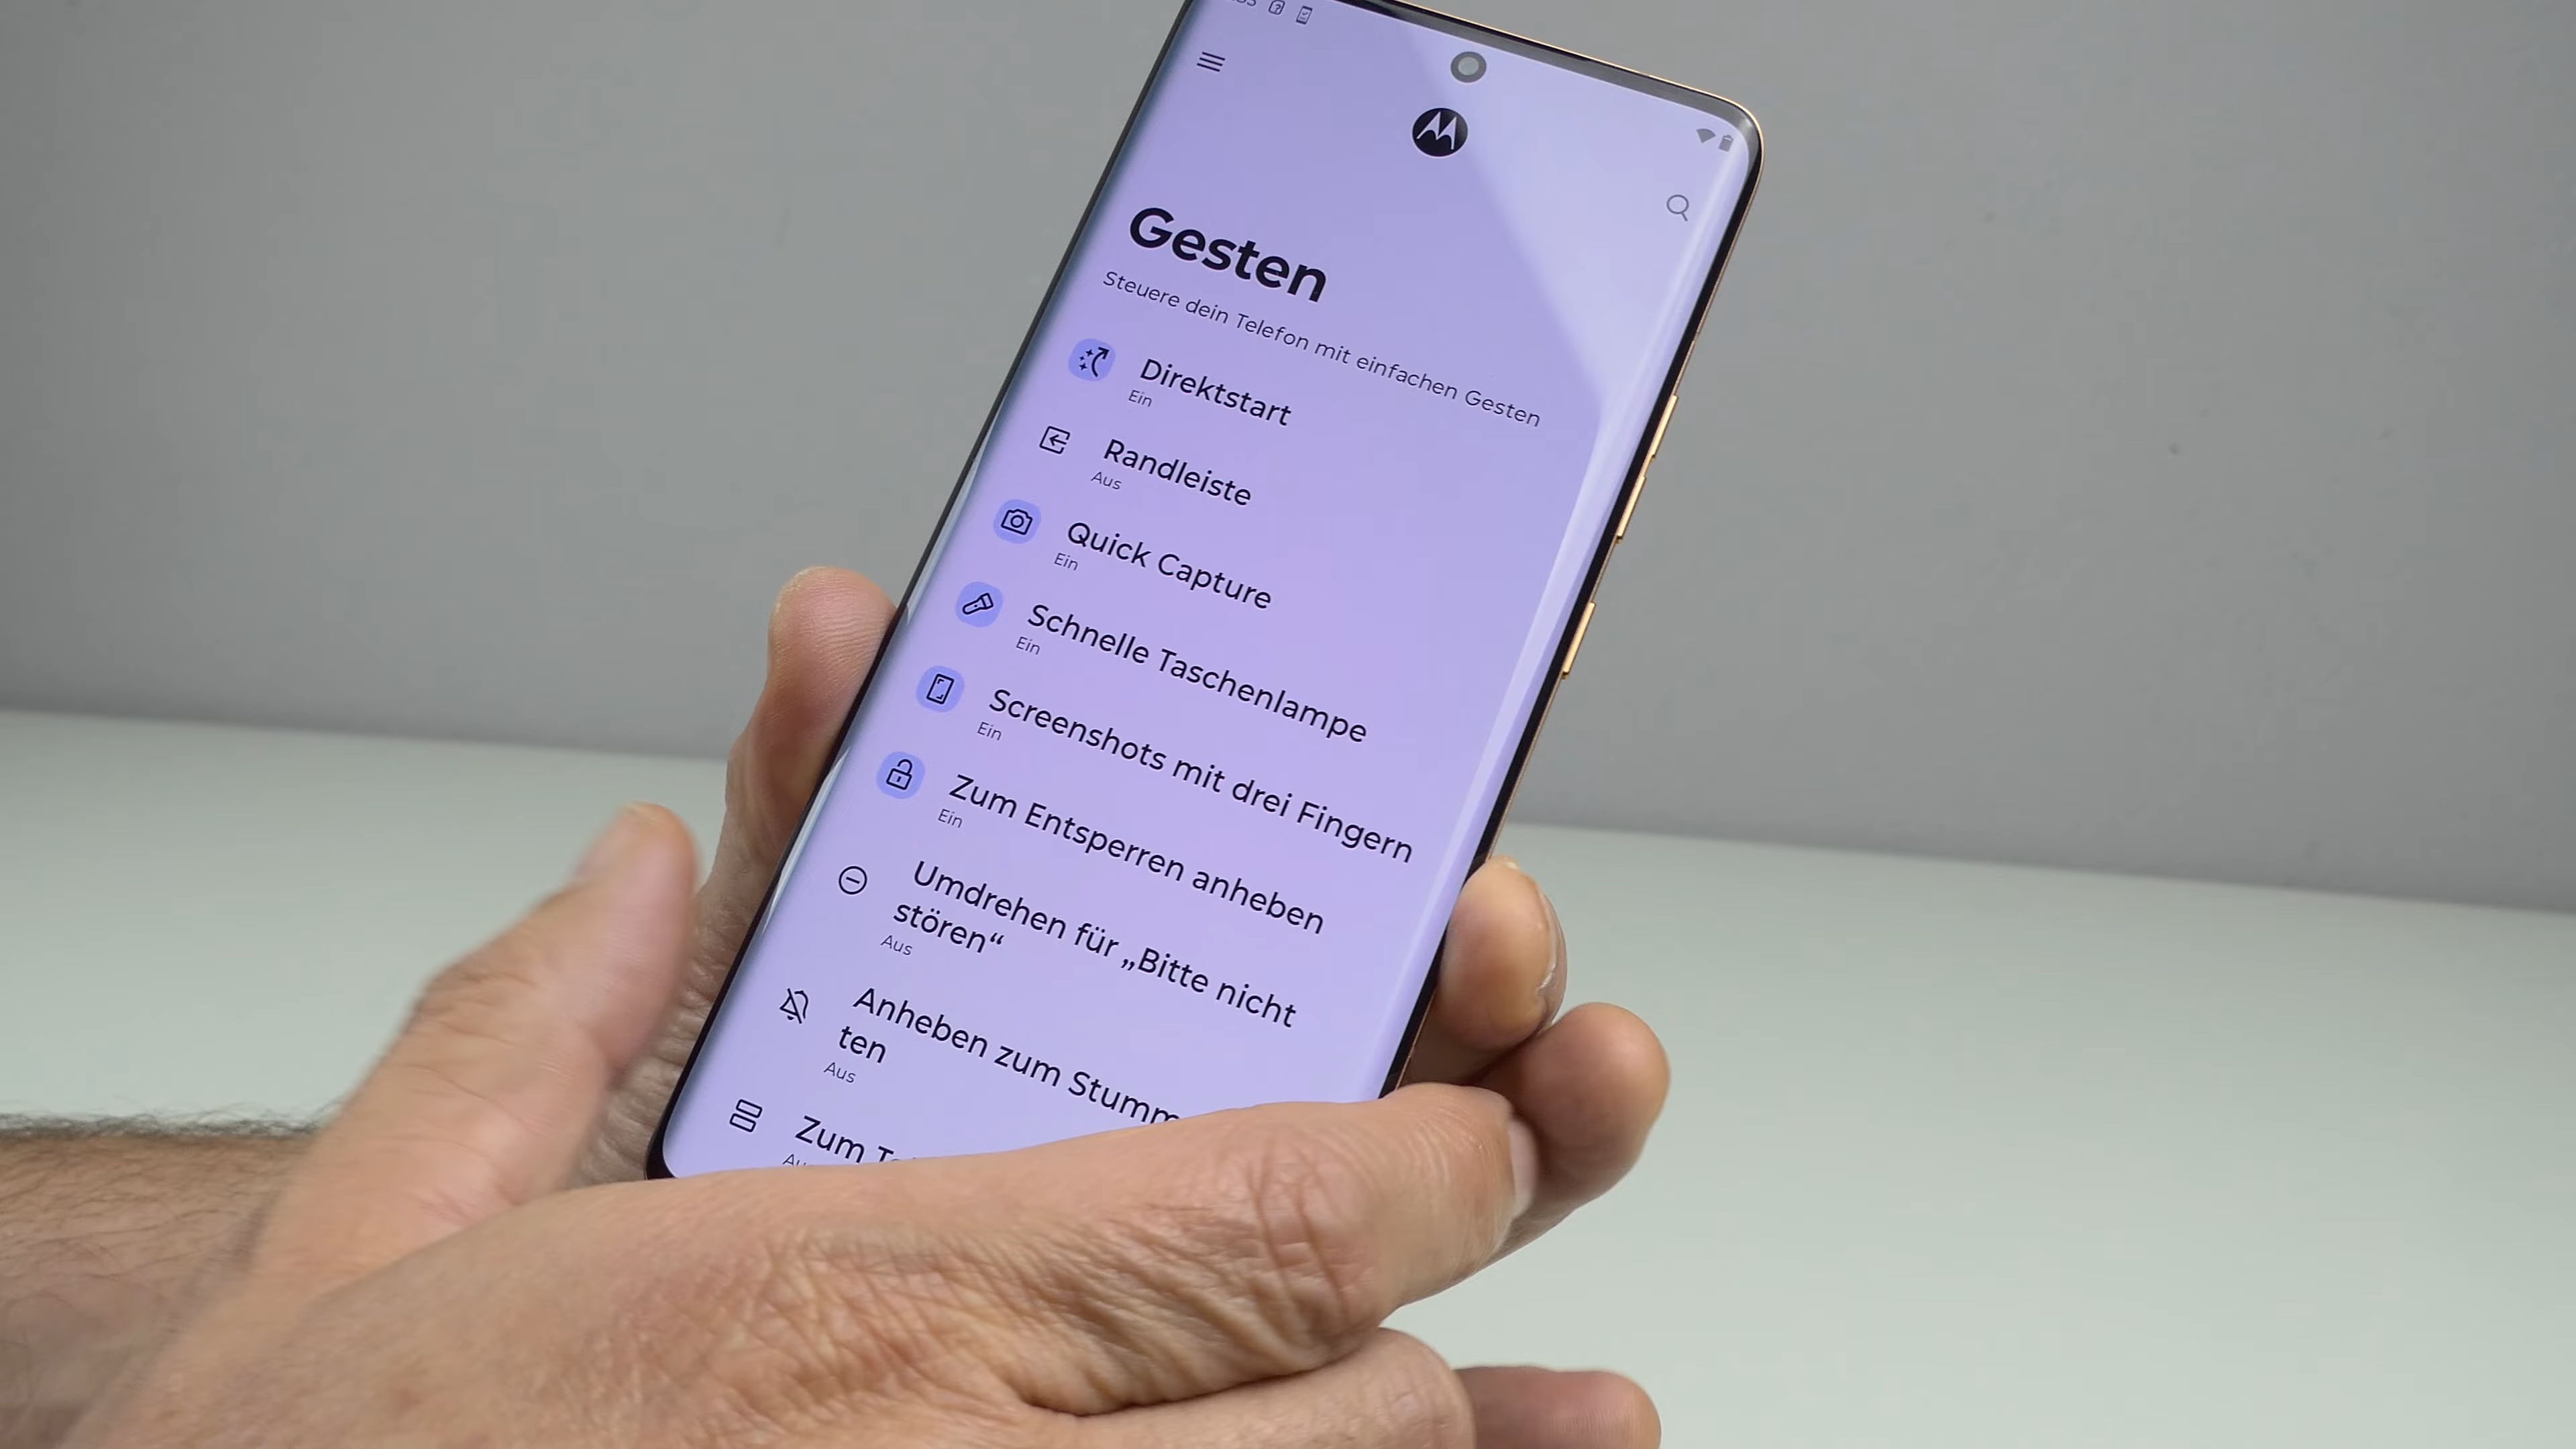 Gesten
Steuere dein Telefon mit einfachen Gesten
Direktstart
Ein
Randleiste
Aus
Quick Capture
Ein
Schnelle Taschenlampe
Ein
Screenshots mit drei Fingern
Ein
Zum Entsperren anheben
Ein
Umdrehen für „Bitte nicht
stören“
Aus
Anheben zum Stumm
ten
Aus
Zum